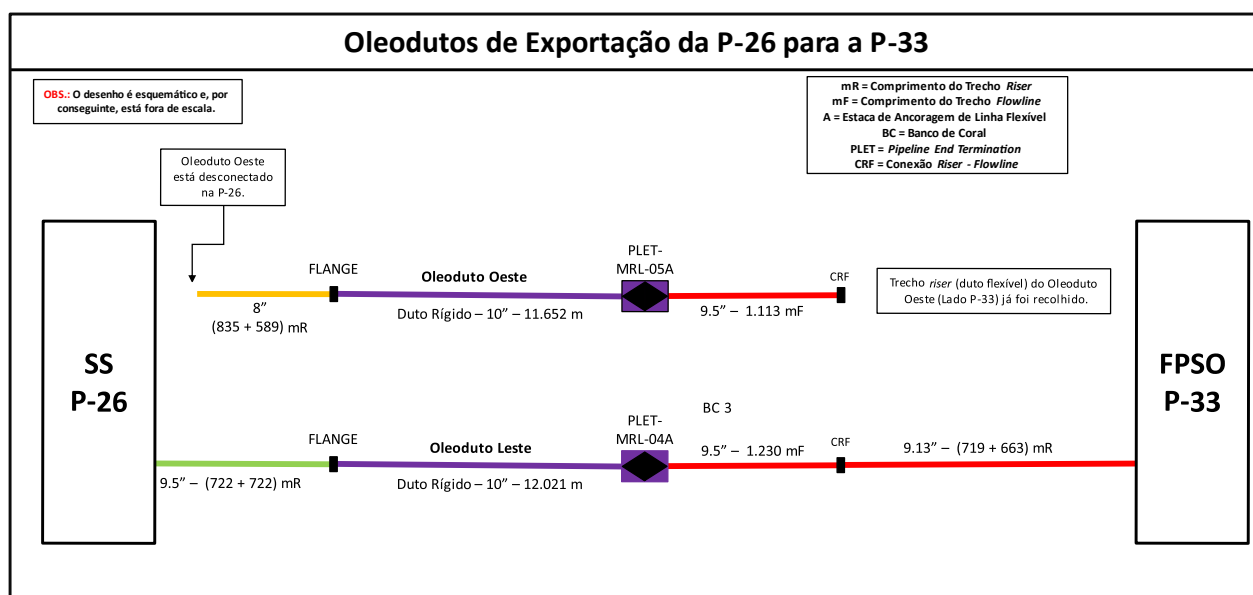 Oleodutos de Exportação da P-26 para a P-33
OBS.: O desenho é esquemático e, por
conseguinte, está fora de escala.
mR = Comprimento do Trecho Riser
mF = Comprimento do Trecho Flowline
A = Estaca de Ancoragem de Linha Flexível
BC = Banco de Coral
PLET = Pipeline End Termination
CRF = Conexão Riser - Flowline
Oleoduto Oeste
está desconectado
na P-26.
SS
P-26
FLANGE
Oleoduto Oeste
PLET-
MRL-05A
CRF
Trecho riser (duto flexível) do Oleoduto
Oeste (Lado P-33) já foi recolhido.
8”
(835 + 589) mR
Duto Rígido – 10” – 11.652 m
9.5” – 1.113 mF
FPSO
P-33
BC 3
FLANGE
Oleoduto Leste
PLET-
MRL-04A
9.5” – 1.230 mF
CRF
9.13” – (719 + 663) mR
9.5” – (722 + 722) mR
Duto Rígido – 10” – 12.021 m